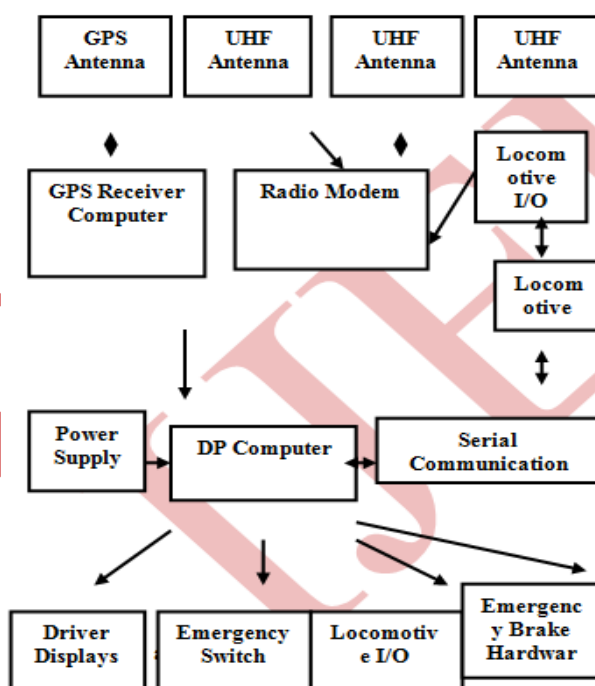 GPS
Antenna
UHF
Antenna
UHF
Antenna
UHF
Antenna
GPS Receiver
Computer
Radio Modem
Locom
otive
I/O
Locom
otive
Power
Supply
DP Computer
Serial
Communication
Driver
Displays
Emergency
Switch
Locomotiv
e I/O
Emergenc
y Brake
Hardwar